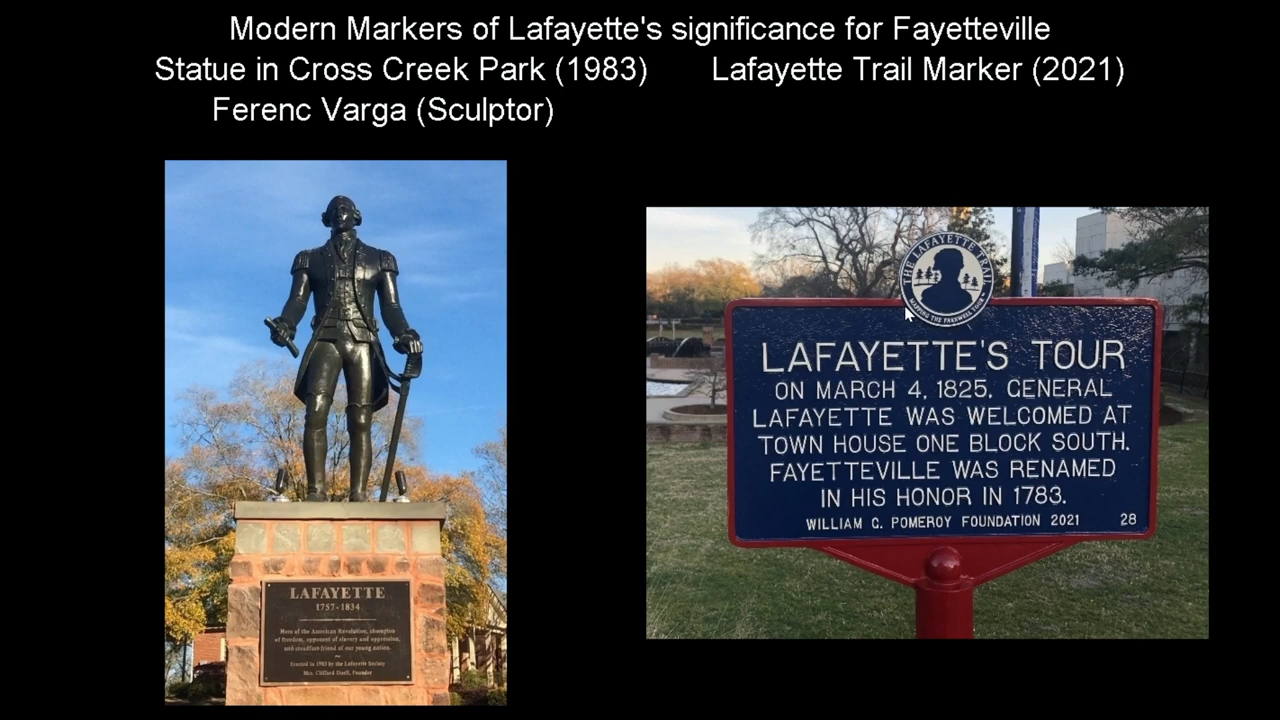 Modern Markers of Lafayette's significance for Fayetteville
Statue in Cross Creek Park (1983) Lafayette Trail Marker (2021)
Ferenc Varga (Sculptor)
LAFAYETTE
1757-1834
Hero of the American Revolution, champion
of freedom, opponent of slavery and oppression,
and steadfast friend of our young nation.
Erected in 1983 by the Lafayette Society
Mrs. Clifford
Founder
THE LAFAYETTE TRAIL
MAPPING THE FAREWELL TOUR
LAFAYETTE'S TOUR
ON MARCH 4, 1825, GENERAL
LAFAYETTE WAS WELCOMED AT
TOWN HOUSE ONE BLOCK SOUTH.
FAYETTEVILLE WAS RENAMED
IN HIS HONOR IN 1783.
WILLIAM G. POMEROY FOUNDATION 2021 28